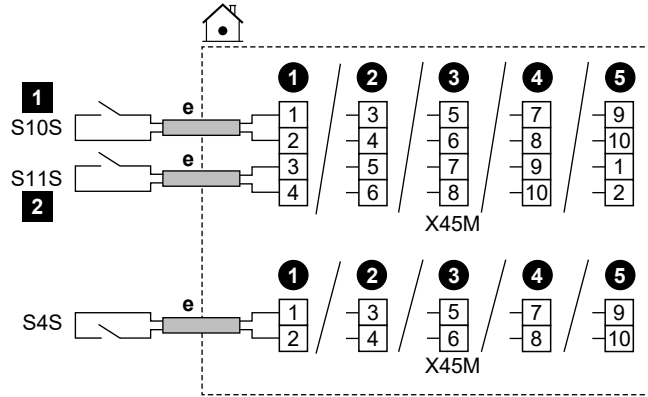 1 2 3 4 5
1
S10S e 1 3 5 7 9
2 4 6 8 10
S11S e 3 5 7 9 1
4 6 8 10 2
2
X45M
1 2 3 4 5
S4S e 1 3 5 7 9
2 4 6 8 10
X45M